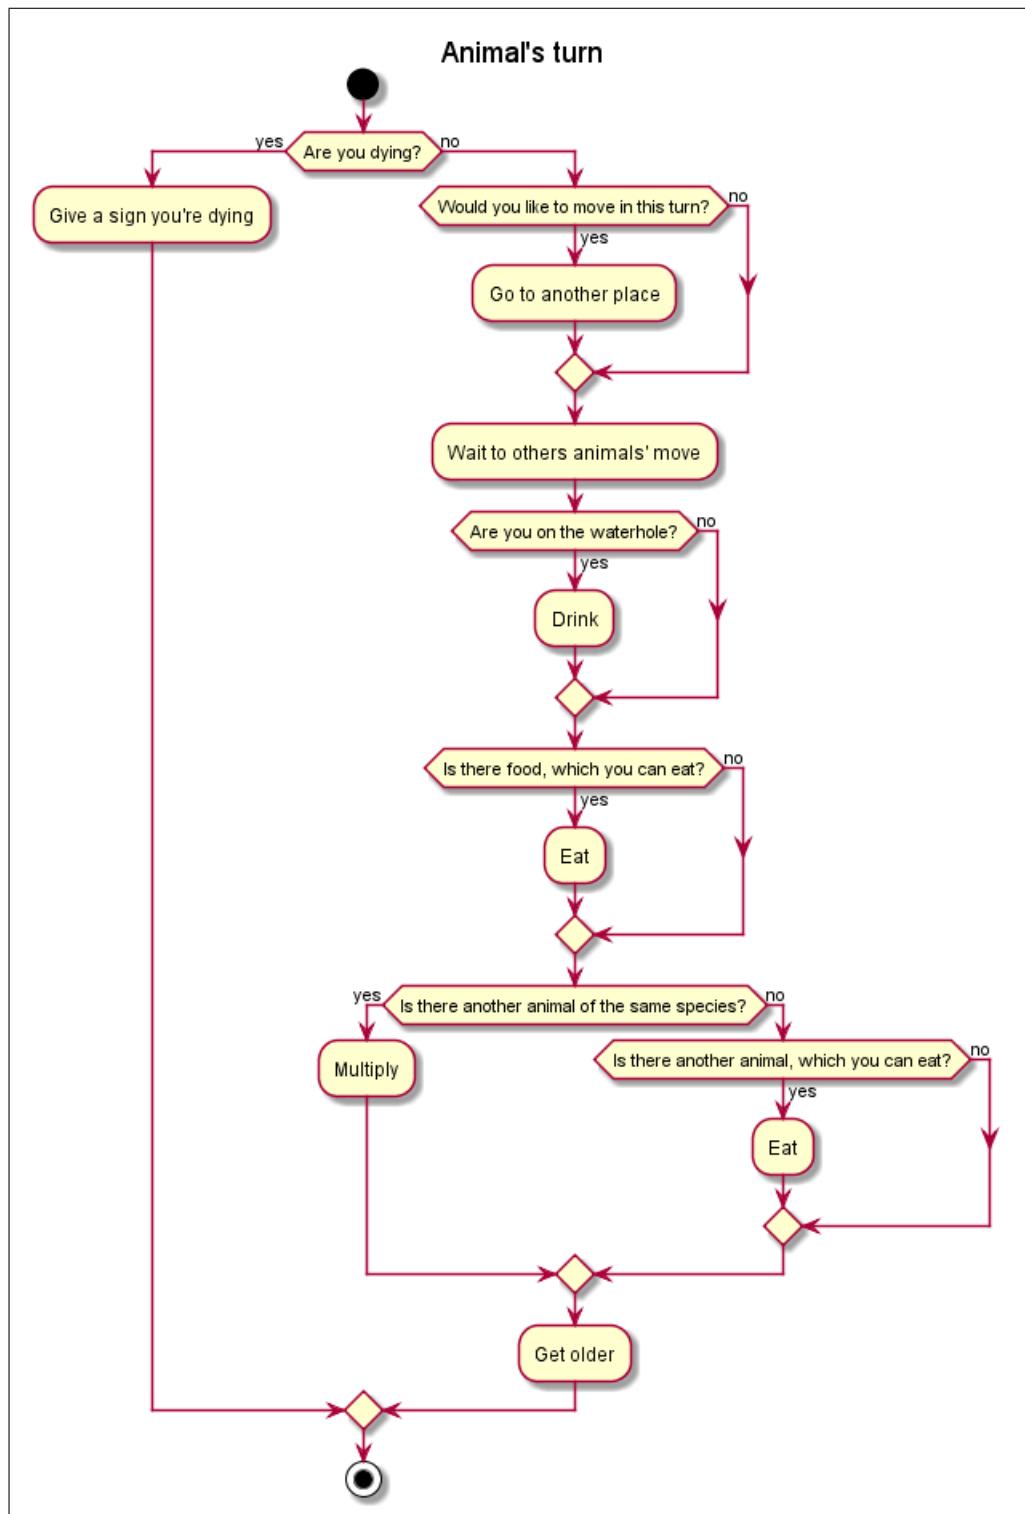 Animal's turn
yes
Are you dying?
no
Give a sign you're dying
Would you like to move in this turn?
no
yes
Go to another place
Wait to others animals' move
Are you on the waterhole?
no
yes
Drink
Is there food, which you can eat?
no
yes
Eat
yes
Is there another animal of the same species?
no
Multiply
Is there another animal, which you can eat?
no
yes
Eat
Get older